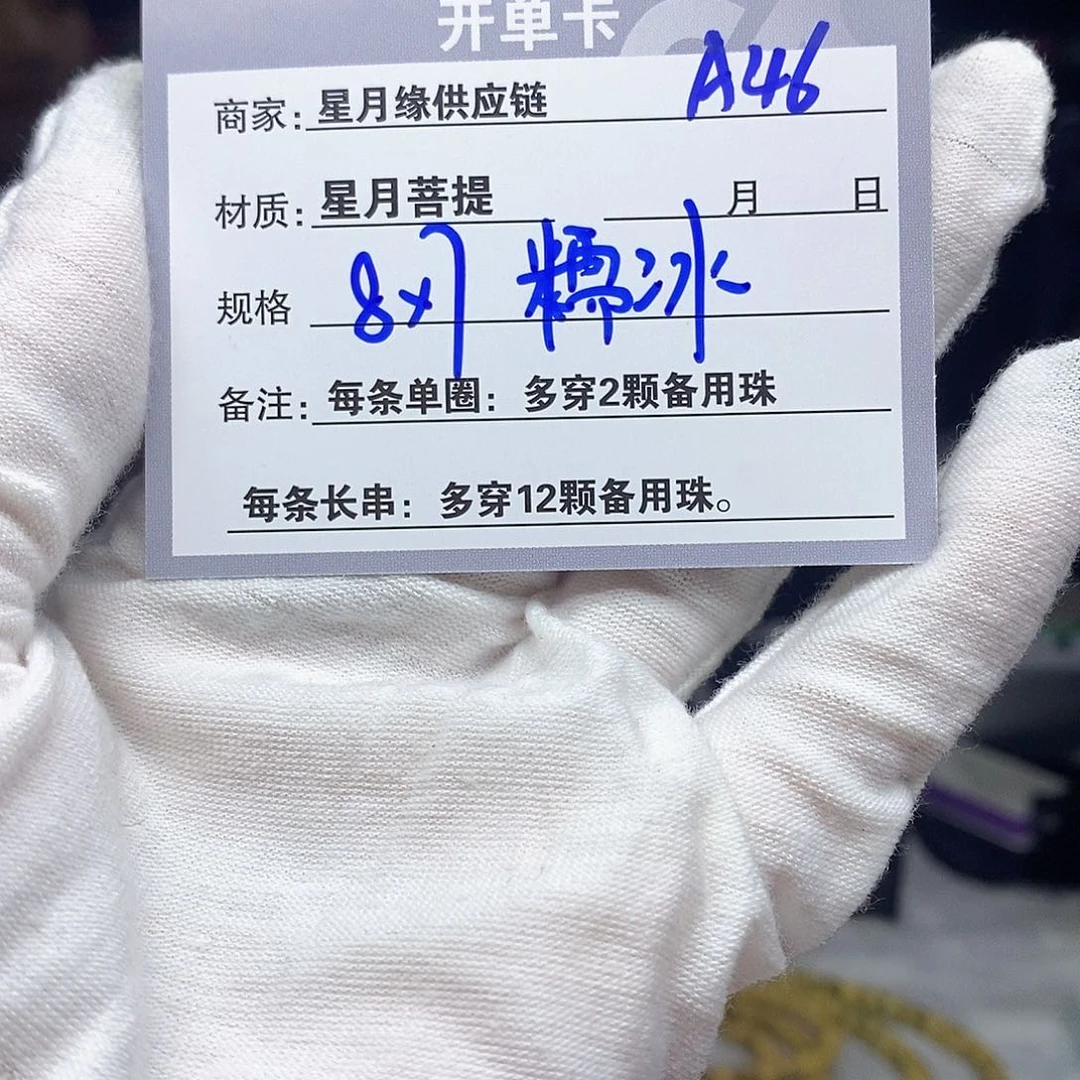 开单卡
商家: 星月缘供应链 A46
材质: 星月菩提 月 日
规格 8×7 糯冰
备注: 每条单圈: 多穿2颗备用珠
每条长串: 多穿12颗备用珠。